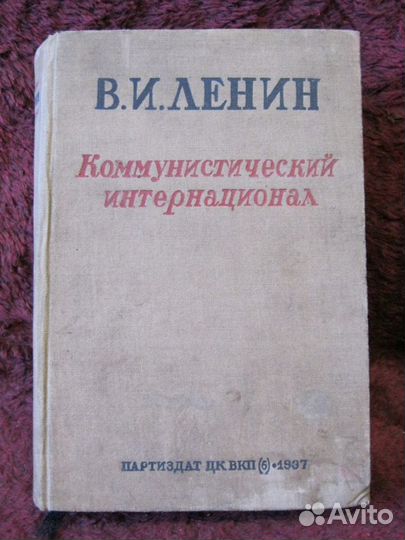 В.И.ЛЕНИН
Коммунистический
интернационал
ПАРТИЗДАТ ЦК ВКП(б)•1937
Avito